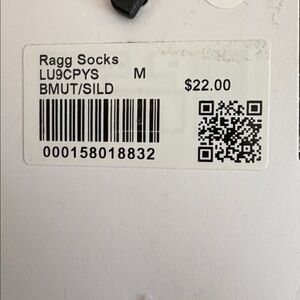 Ragg Socks
LU9CPYS M
BMUT/SILD $22.00
000158018832